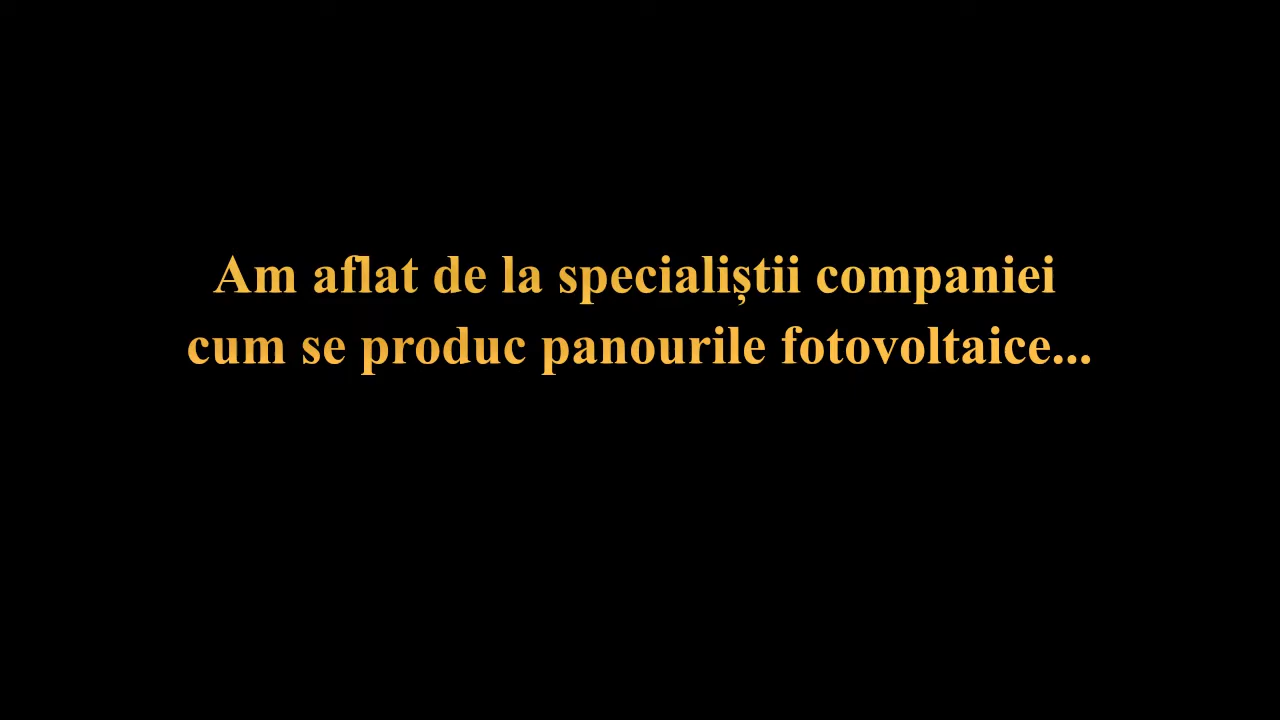 Am aflat de la specialiștii companiei
cum se produc panourile fotovoltaice...